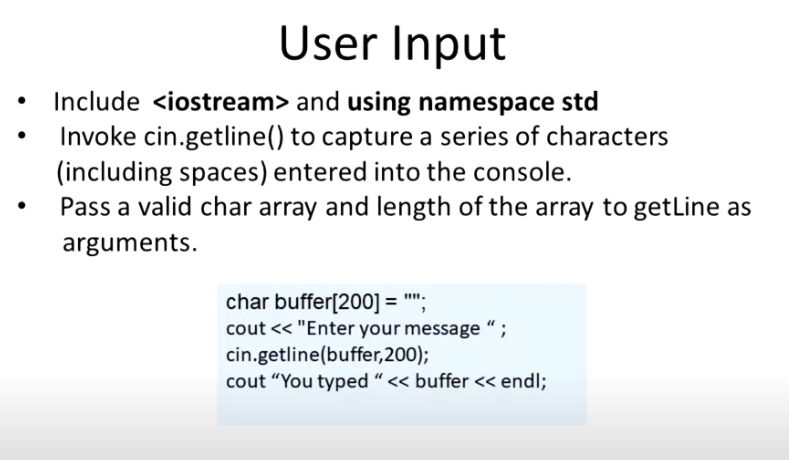 User Input
• Include <iostream> and using namespace std
• Invoke cin.getline() to capture a series of characters
(including spaces) entered into the console.
• Pass a valid char array and length of the array to getLine as
arguments.
char buffer[200] = "";
cout << "Enter your message “ ;
cin.getline(buffer,200);
cout “You typed “ << buffer << endl;